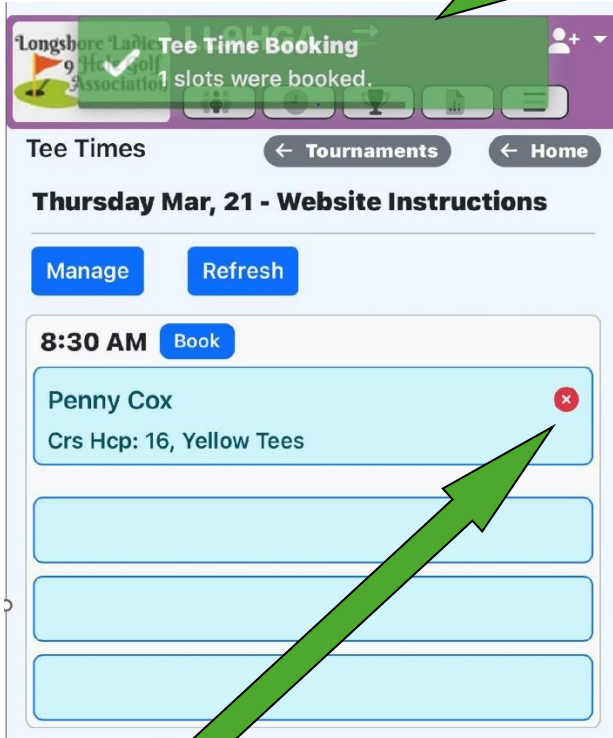 LL9HGA
Longshore Ladies
9 Hole golf
Association
Tee Time Booking
1 slots were booked.
Tee Times
← Tournaments
← Home
Thursday Mar, 21 - Website Instructions
Manage
Refresh
8:30 AM
Book
Penny Cox
Crs Hcp: 16, Yellow Tees